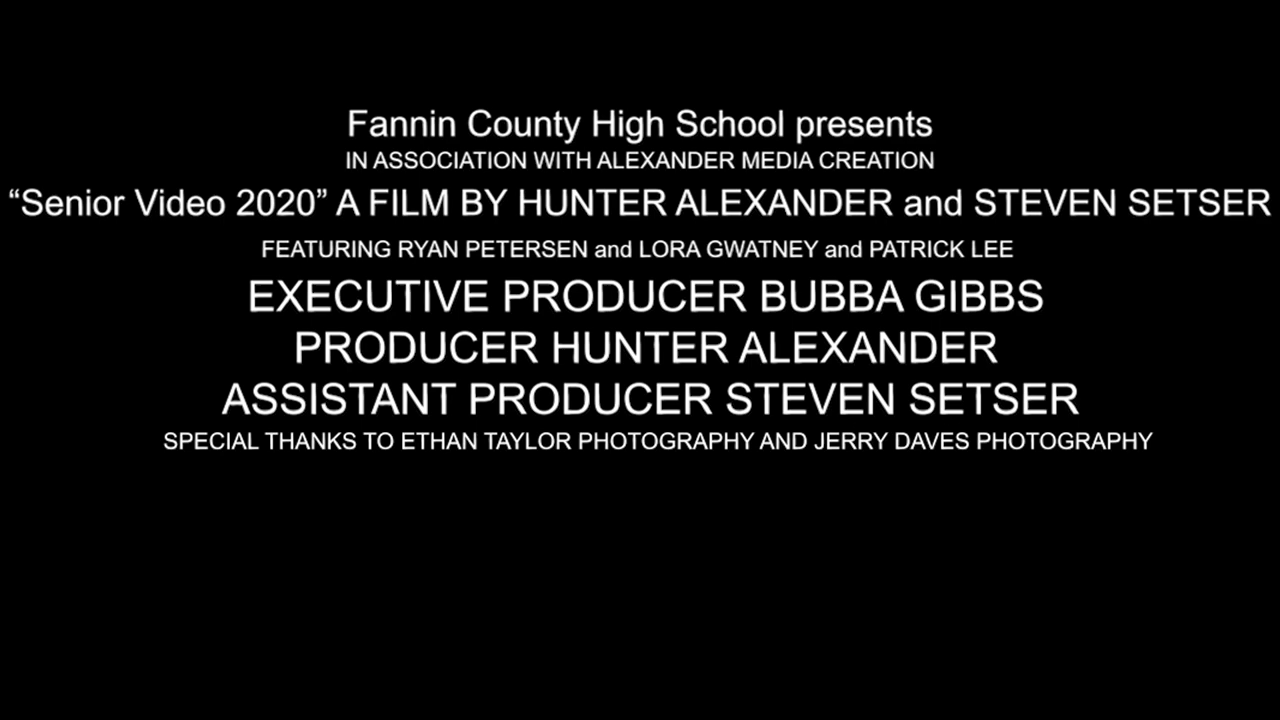 Fannin County High School presents
IN ASSOCIATION WITH ALEXANDER MEDIA CREATION
“Senior Video 2020” A FILM BY HUNTER ALEXANDER and STEVEN SETSER
FEATURING RYAN PETERSEN and LORA GWATNEY and PATRICK LEE
EXECUTIVE PRODUCER BUBBA GIBBS
PRODUCER HUNTER ALEXANDER
ASSISTANT PRODUCER STEVEN SETSER
SPECIAL THANKS TO ETHAN TAYLOR PHOTOGRAPHY AND JERRY DAVES PHOTOGRAPHY